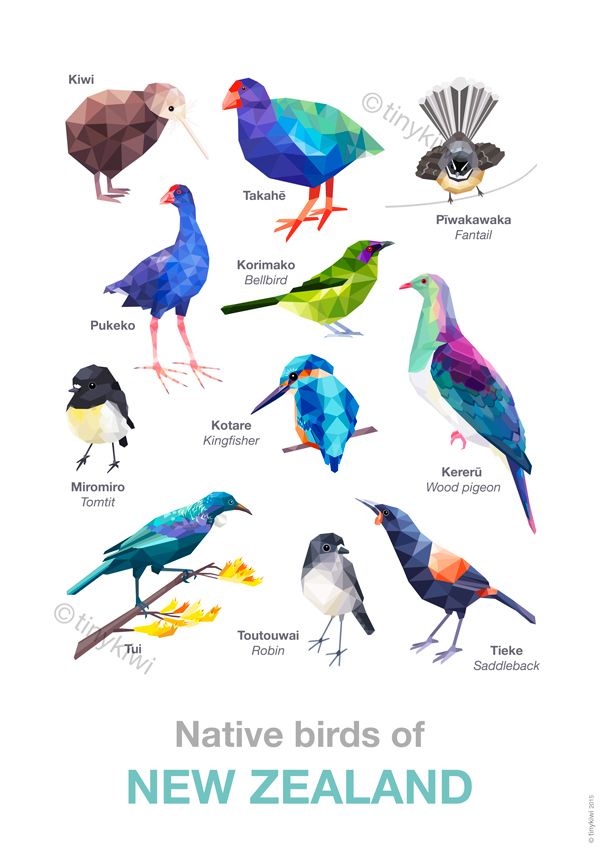 Kiwi
© tinykiwi
Takahē
Pīwakawaka
Fantail
Korimako
Bellbird
Pukeko
Kotare
Kingfisher
Kererū
Wood pigeon
Miromiro
Tomtit
© tinykiwi
Tui
Toutouwai
Robin
Tieke
Saddleback
Native birds of
NEW ZEALAND
© tinykiwi 2015